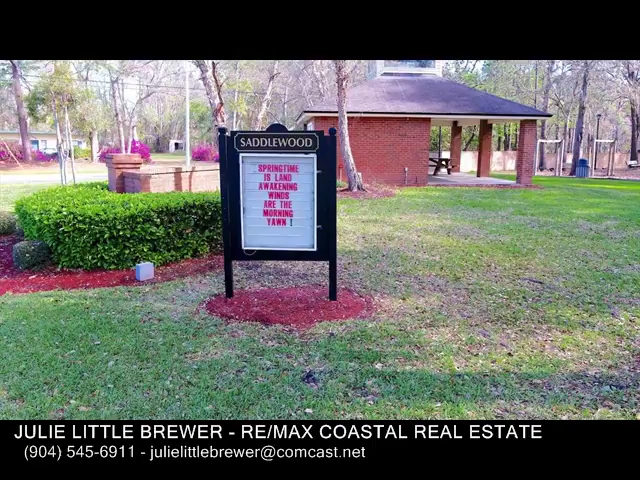 SADDLEWOOD
SPRINGTIME
IS LAND
AWAKENING
WINDS
ARE THE
MORNING
YAWN !
JULIE LITTLE BREWER - RE/MAX COASTAL REAL ESTATE
(904) 545-6911 - julielittlebrewer@comcast.net